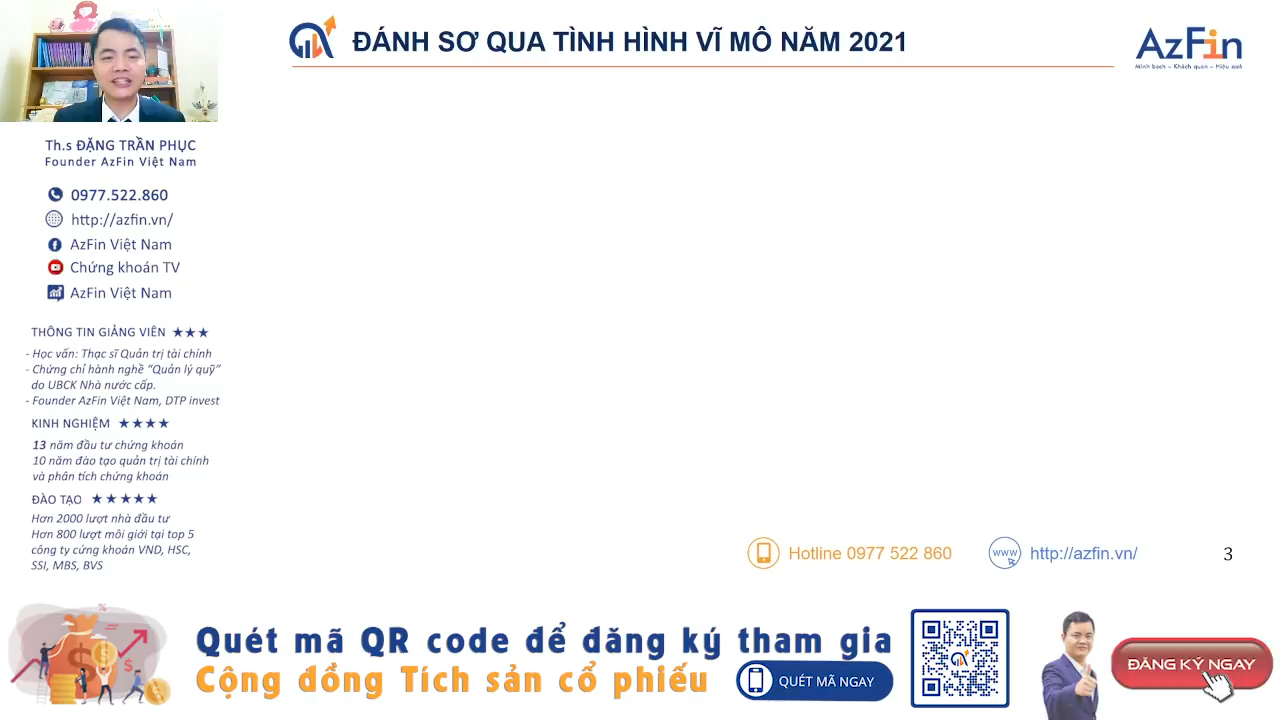 ĐÁNH SƠ QUA TÌNH HÌNH VĨ MÔ NĂM 2021
AzFin
Minh bạch – Khách quan – Hiệu quả
Th.s ĐẶNG TRẦN PHỤC
Founder AzFin Việt Nam
0977.522.860
http://azfin.vn/
AzFin Việt Nam
Chứng khoán TV
AzFin Việt Nam
THÔNG TIN GIẢNG VIÊN ★★★
- Học vấn: Thạc sĩ Quản trị tài chính
- Chứng chỉ hành nghề “Quản lý quỹ”
do UBCK Nhà nước cấp.
- Founder AzFin Việt Nam, DTP invest
KINH NGHIỆM ★★★★
13 năm đầu tư chứng khoán
10 năm đào tạo quản trị tài chính
và phân tích chứng khoán
ĐÀO TẠO ★★★★★
Hơn 2000 lượt nhà đầu tư
Hơn 800 lượt môi giới tại top 5
công ty cứng khoán VND, HSC,
SSI, MBS, BVS
Hotline 0977 522 860
www
http://azfin.vn/
3
Quét mã QR code để đăng ký tham gia
Cộng đồng Tích sản cổ phiếu
QUÉT MÃ NGAY
ĐĂNG KÝ NGAY